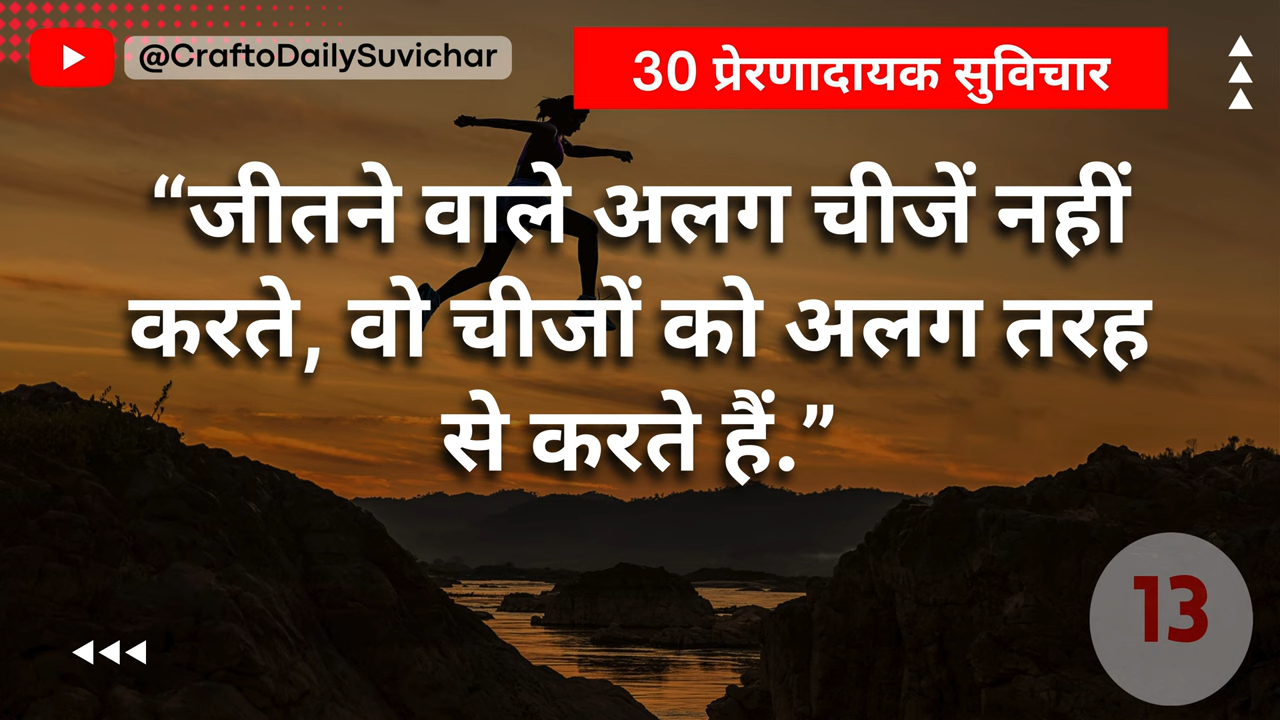 @CraftoDailySuvichar
30 प्रेरणादायक सुविचार
“जीतने वाले अलग चीजें नहीं
करते, वो चीजों को अलग तरह
से करते हैं.”
13